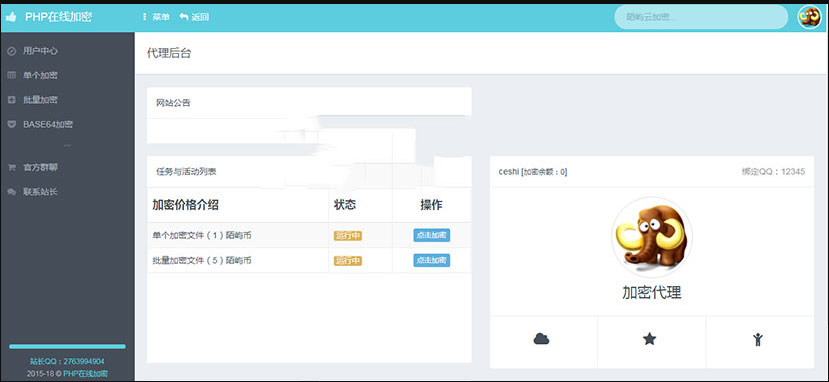 PHP在线加密
菜单 返回
陌屿云加密...
用户中心
单个加密
批量加密
BASE64加密
官方群聊
联系站长
站长QQ：2763994904
2015-18 © PHP在线加密
代理后台
网站公告
任务与活动列表
加密价格介绍 状态 操作
单个加密文件（1）陌屿币 运行中 点击加密
批量加密文件（5）陌屿币 运行中 点击加密
ceshi [加密余额：0] 绑定QQ：12345
加密代理